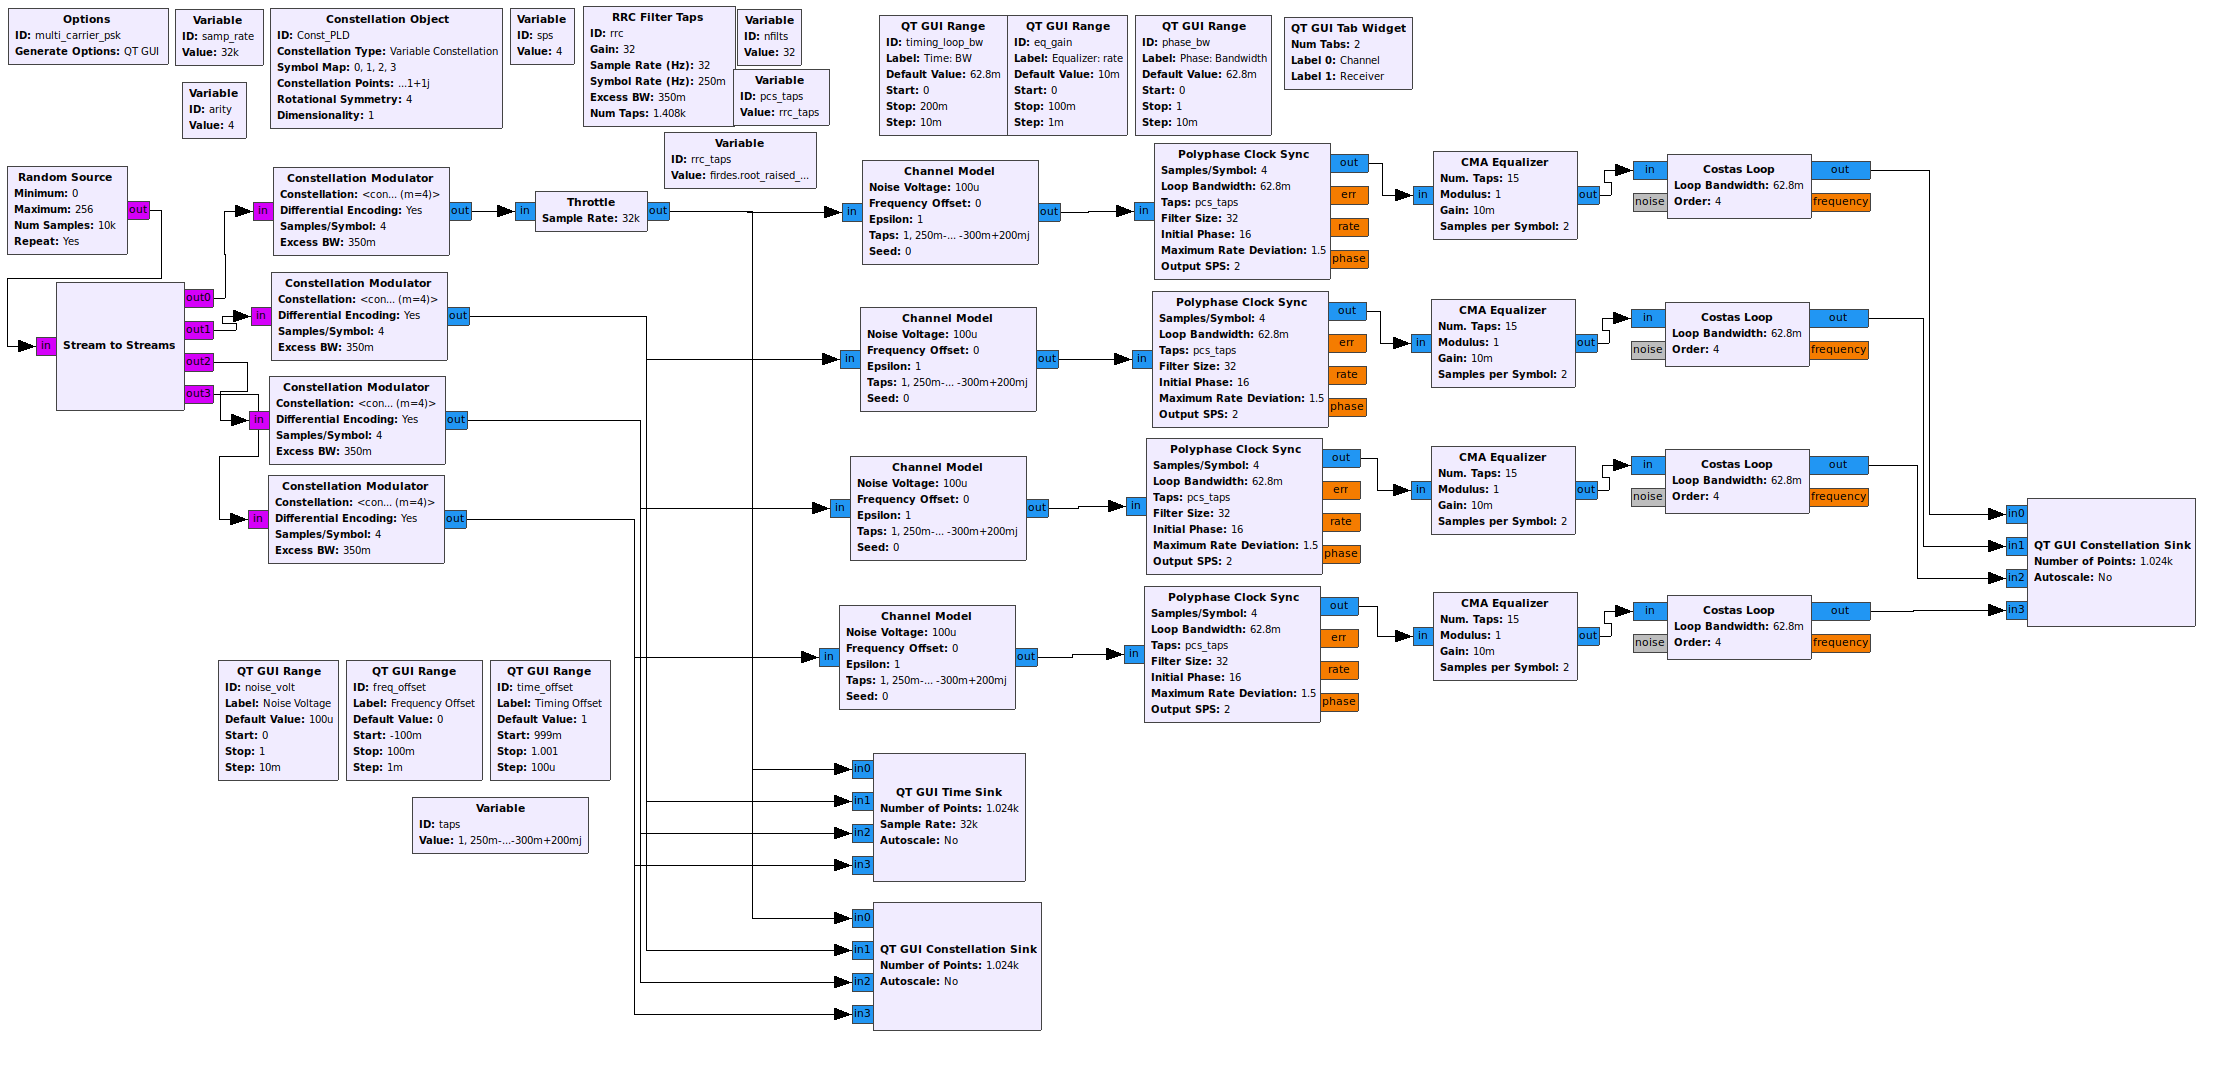 Options
ID: multi_carrier_psk
Generate Options: QT GUI
Variable
ID: samp_rate
Value: 32k
Variable
ID: arity
Value: 4
Constellation Object
ID: Const_PLD
Constellation Type: Variable Constellation
Symbol Map: 0, 1, 2, 3
Constellation Points: ...1+1j
Rotational Symmetry: 4
Dimensionality: 1
Variable
ID: sps
Value: 4
RRC Filter Taps
ID: rrc
Gain: 32
Sample Rate (Hz): 32
Symbol Rate (Hz): 250m
Excess BW: 350m
Num Taps: 1.408k
Variable
ID: nfilts
Value: 32
Variable
ID: pcs_taps
Value: rrc_taps
Variable
ID: rrc_taps
Value: firdes.root_raised_...
QT GUI Range
ID: timing_loop_bw
Label: Time: BW
Default Value: 62.8m
Start: 0
Stop: 200m
Step: 10m
QT GUI Range
ID: eq_gain
Label: Equalizer: rate
Default Value: 10m
Start: 0
Stop: 100m
Step: 1m
QT GUI Range
ID: phase_bw
Label: Phase: Bandwidth
Default Value: 62.8m
Start: 0
Stop: 1
Step: 10m
QT GUI Tab Widget
Num Tabs: 2
Label 0: Channel
Label 1: Receiver
Random Source
Minimum: 0
Maximum: 256
Num Samples: 10k
Repeat: Yes
out
in
Stream to Streams
out0
out1
out2
out3
in
Constellation Modulator
Constellation: <con... (m=4)>
Differential Encoding: Yes
Samples/Symbol: 4
Excess BW: 350m
out
in
Constellation Modulator
Constellation: <con... (m=4)>
Differential Encoding: Yes
Samples/Symbol: 4
Excess BW: 350m
out
in
Constellation Modulator
Constellation: <con... (m=4)>
Differential Encoding: Yes
Samples/Symbol: 4
Excess BW: 350m
out
in
Constellation Modulator
Constellation: <con... (m=4)>
Differential Encoding: Yes
Samples/Symbol: 4
Excess BW: 350m
out
in
Throttle
Sample Rate: 32k
out
in
Channel Model
Noise Voltage: 100u
Frequency Offset: 0
Epsilon: 1
Taps: 1, 250m-... -300m+200mj
Seed: 0
out
in
Polyphase Clock Sync
Samples/Symbol: 4
Loop Bandwidth: 62.8m
Taps: pcs_taps
Filter Size: 32
Initial Phase: 16
Maximum Rate Deviation: 1.5
Output SPS: 2
out
err
rate
phase
in
CMA Equalizer
Num. Taps: 15
Modulus: 1
Gain: 10m
Samples per Symbol: 2
out
in
noise
Costas Loop
Loop Bandwidth: 62.8m
Order: 4
out
frequency
in
Channel Model
Noise Voltage: 100u
Frequency Offset: 0
Epsilon: 1
Taps: 1, 250m-... -300m+200mj
Seed: 0
out
in
Polyphase Clock Sync
Samples/Symbol: 4
Loop Bandwidth: 62.8m
Taps: pcs_taps
Filter Size: 32
Initial Phase: 16
Maximum Rate Deviation: 1.5
Output SPS: 2
out
err
rate
phase
in
CMA Equalizer
Num. Taps: 15
Modulus: 1
Gain: 10m
Samples per Symbol: 2
out
in
noise
Costas Loop
Loop Bandwidth: 62.8m
Order: 4
out
frequency
in
Channel Model
Noise Voltage: 100u
Frequency Offset: 0
Epsilon: 1
Taps: 1, 250m-... -300m+200mj
Seed: 0
out
in
Polyphase Clock Sync
Samples/Symbol: 4
Loop Bandwidth: 62.8m
Taps: pcs_taps
Filter Size: 32
Initial Phase: 16
Maximum Rate Deviation: 1.5
Output SPS: 2
out
err
rate
phase
in
CMA Equalizer
Num. Taps: 15
Modulus: 1
Gain: 10m
Samples per Symbol: 2
out
in
noise
Costas Loop
Loop Bandwidth: 62.8m
Order: 4
out
frequency
in
Channel Model
Noise Voltage: 100u
Frequency Offset: 0
Epsilon: 1
Taps: 1, 250m-... -300m+200mj
Seed: 0
out
in
Polyphase Clock Sync
Samples/Symbol: 4
Loop Bandwidth: 62.8m
Taps: pcs_taps
Filter Size: 32
Initial Phase: 16
Maximum Rate Deviation: 1.5
Output SPS: 2
out
err
rate
phase
in
CMA Equalizer
Num. Taps: 15
Modulus: 1
Gain: 10m
Samples per Symbol: 2
out
in
noise
Costas Loop
Loop Bandwidth: 62.8m
Order: 4
out
frequency
in0
in1
in2
in3
QT GUI Constellation Sink
Number of Points: 1.024k
Autoscale: No
QT GUI Range
ID: noise_volt
Label: Noise Voltage
Default Value: 100u
Start: 0
Stop: 1
Step: 10m
QT GUI Range
ID: freq_offset
Label: Frequency Offset
Default Value: 0
Start: -100m
Stop: 100m
Step: 1m
QT GUI Range
ID: time_offset
Label: Timing Offset
Default Value: 1
Start: 999m
Stop: 1.001
Step: 100u
Variable
ID: taps
Value: 1, 250m-...-300m+200mj
in0
in1
in2
in3
QT GUI Time Sink
Number of Points: 1.024k
Sample Rate: 32k
Autoscale: No
in0
in1
in2
in3
QT GUI Constellation Sink
Number of Points: 1.024k
Autoscale: No